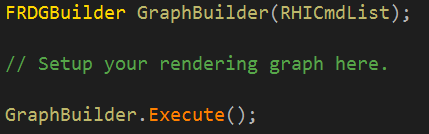 FRDGBuilder GraphBuilder(RHICmdList);
// Setup your rendering graph here.
GraphBuilder.Execute();